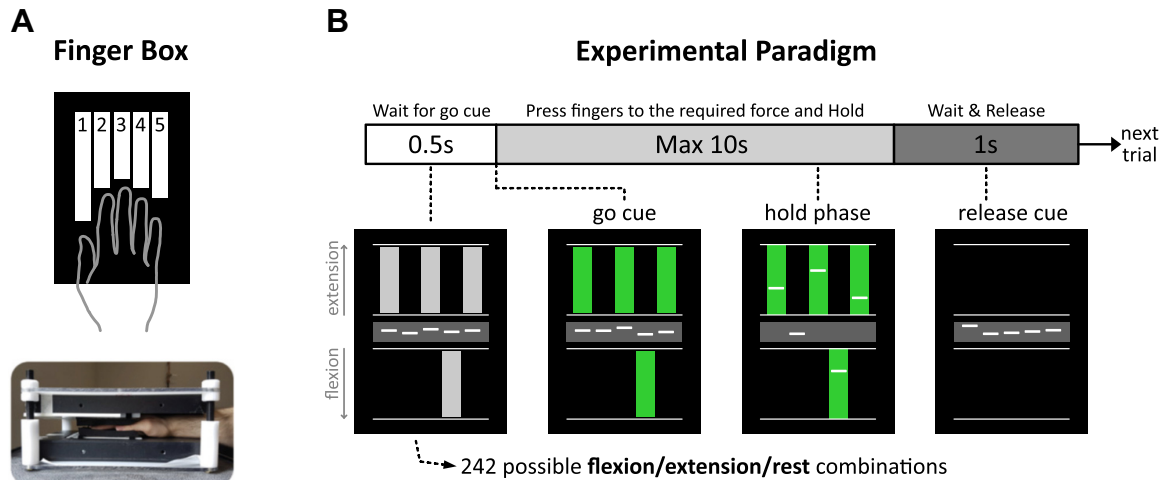 A
Finger Box
1 2 3 4 5
B
Experimental Paradigm
Wait for go cue
Press fingers to the required force and Hold
Wait & Release
0.5s
Max 10s
1s
next
trial
go cue
hold phase
release cue
extension
flexion
242 possible flexion/extension/rest combinations